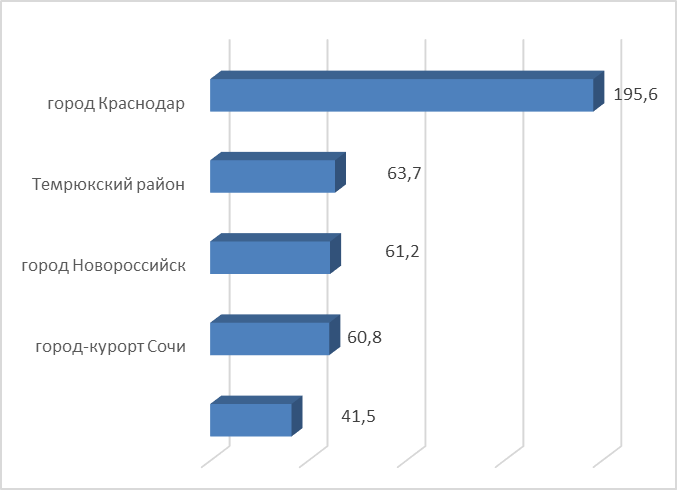 город Краснодар 195,6
Темрюкский район 63,7
город Новороссийск 61,2
город-курорт Сочи 60,8
41,5